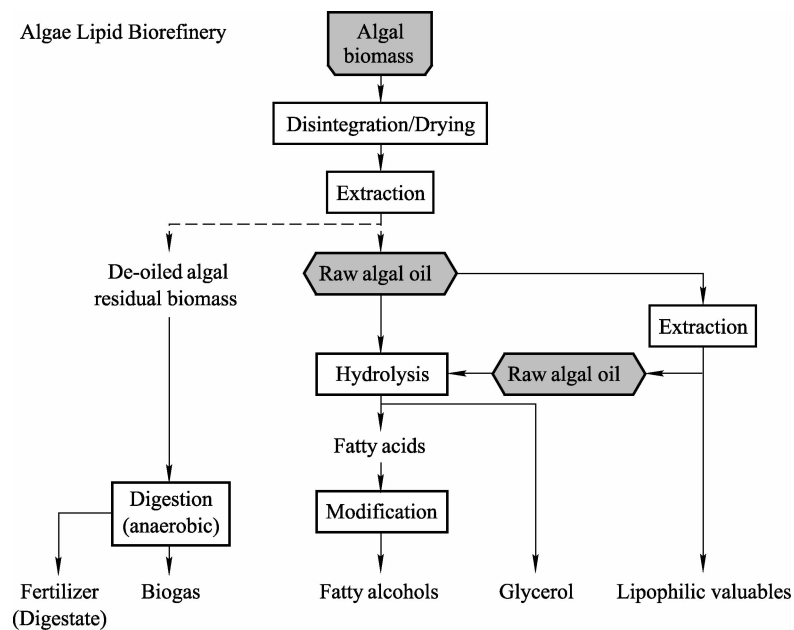 Algae Lipid Biorefinery
Algal
biomass
Disintegration/Drying
Extraction
De-oiled algal
residual biomass
Raw algal oil
Extraction
Hydrolysis
Raw algal oil
Fatty acids
Digestion
(anaerobic)
Modification
Fertilizer
(Digestate)
Biogas
Fatty alcohols
Glycerol
Lipophilic valuables